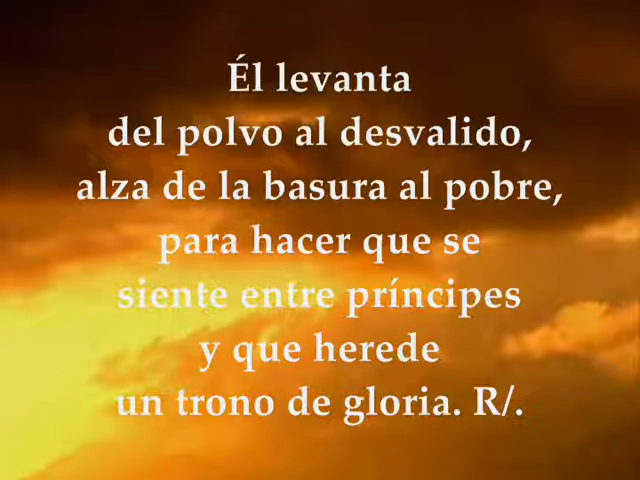 Él levanta
del polvo al desvalido,
alza de la basura al pobre,
para hacer que se
siente entre príncipes
y que herede
un trono de gloria. R/.